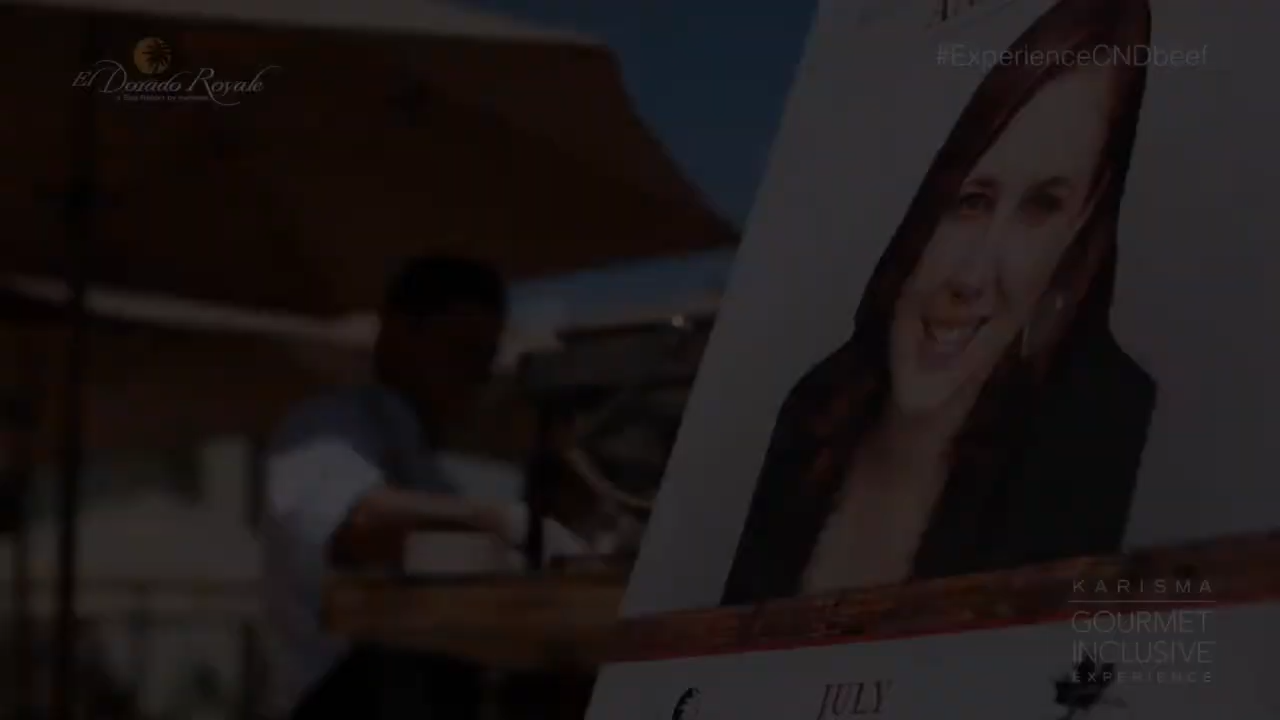 El Dorado Royale
#ExperienceCNDbeef
KARISMA
GOURMET
INCLUSIVE
EXPERIENCE
JULY